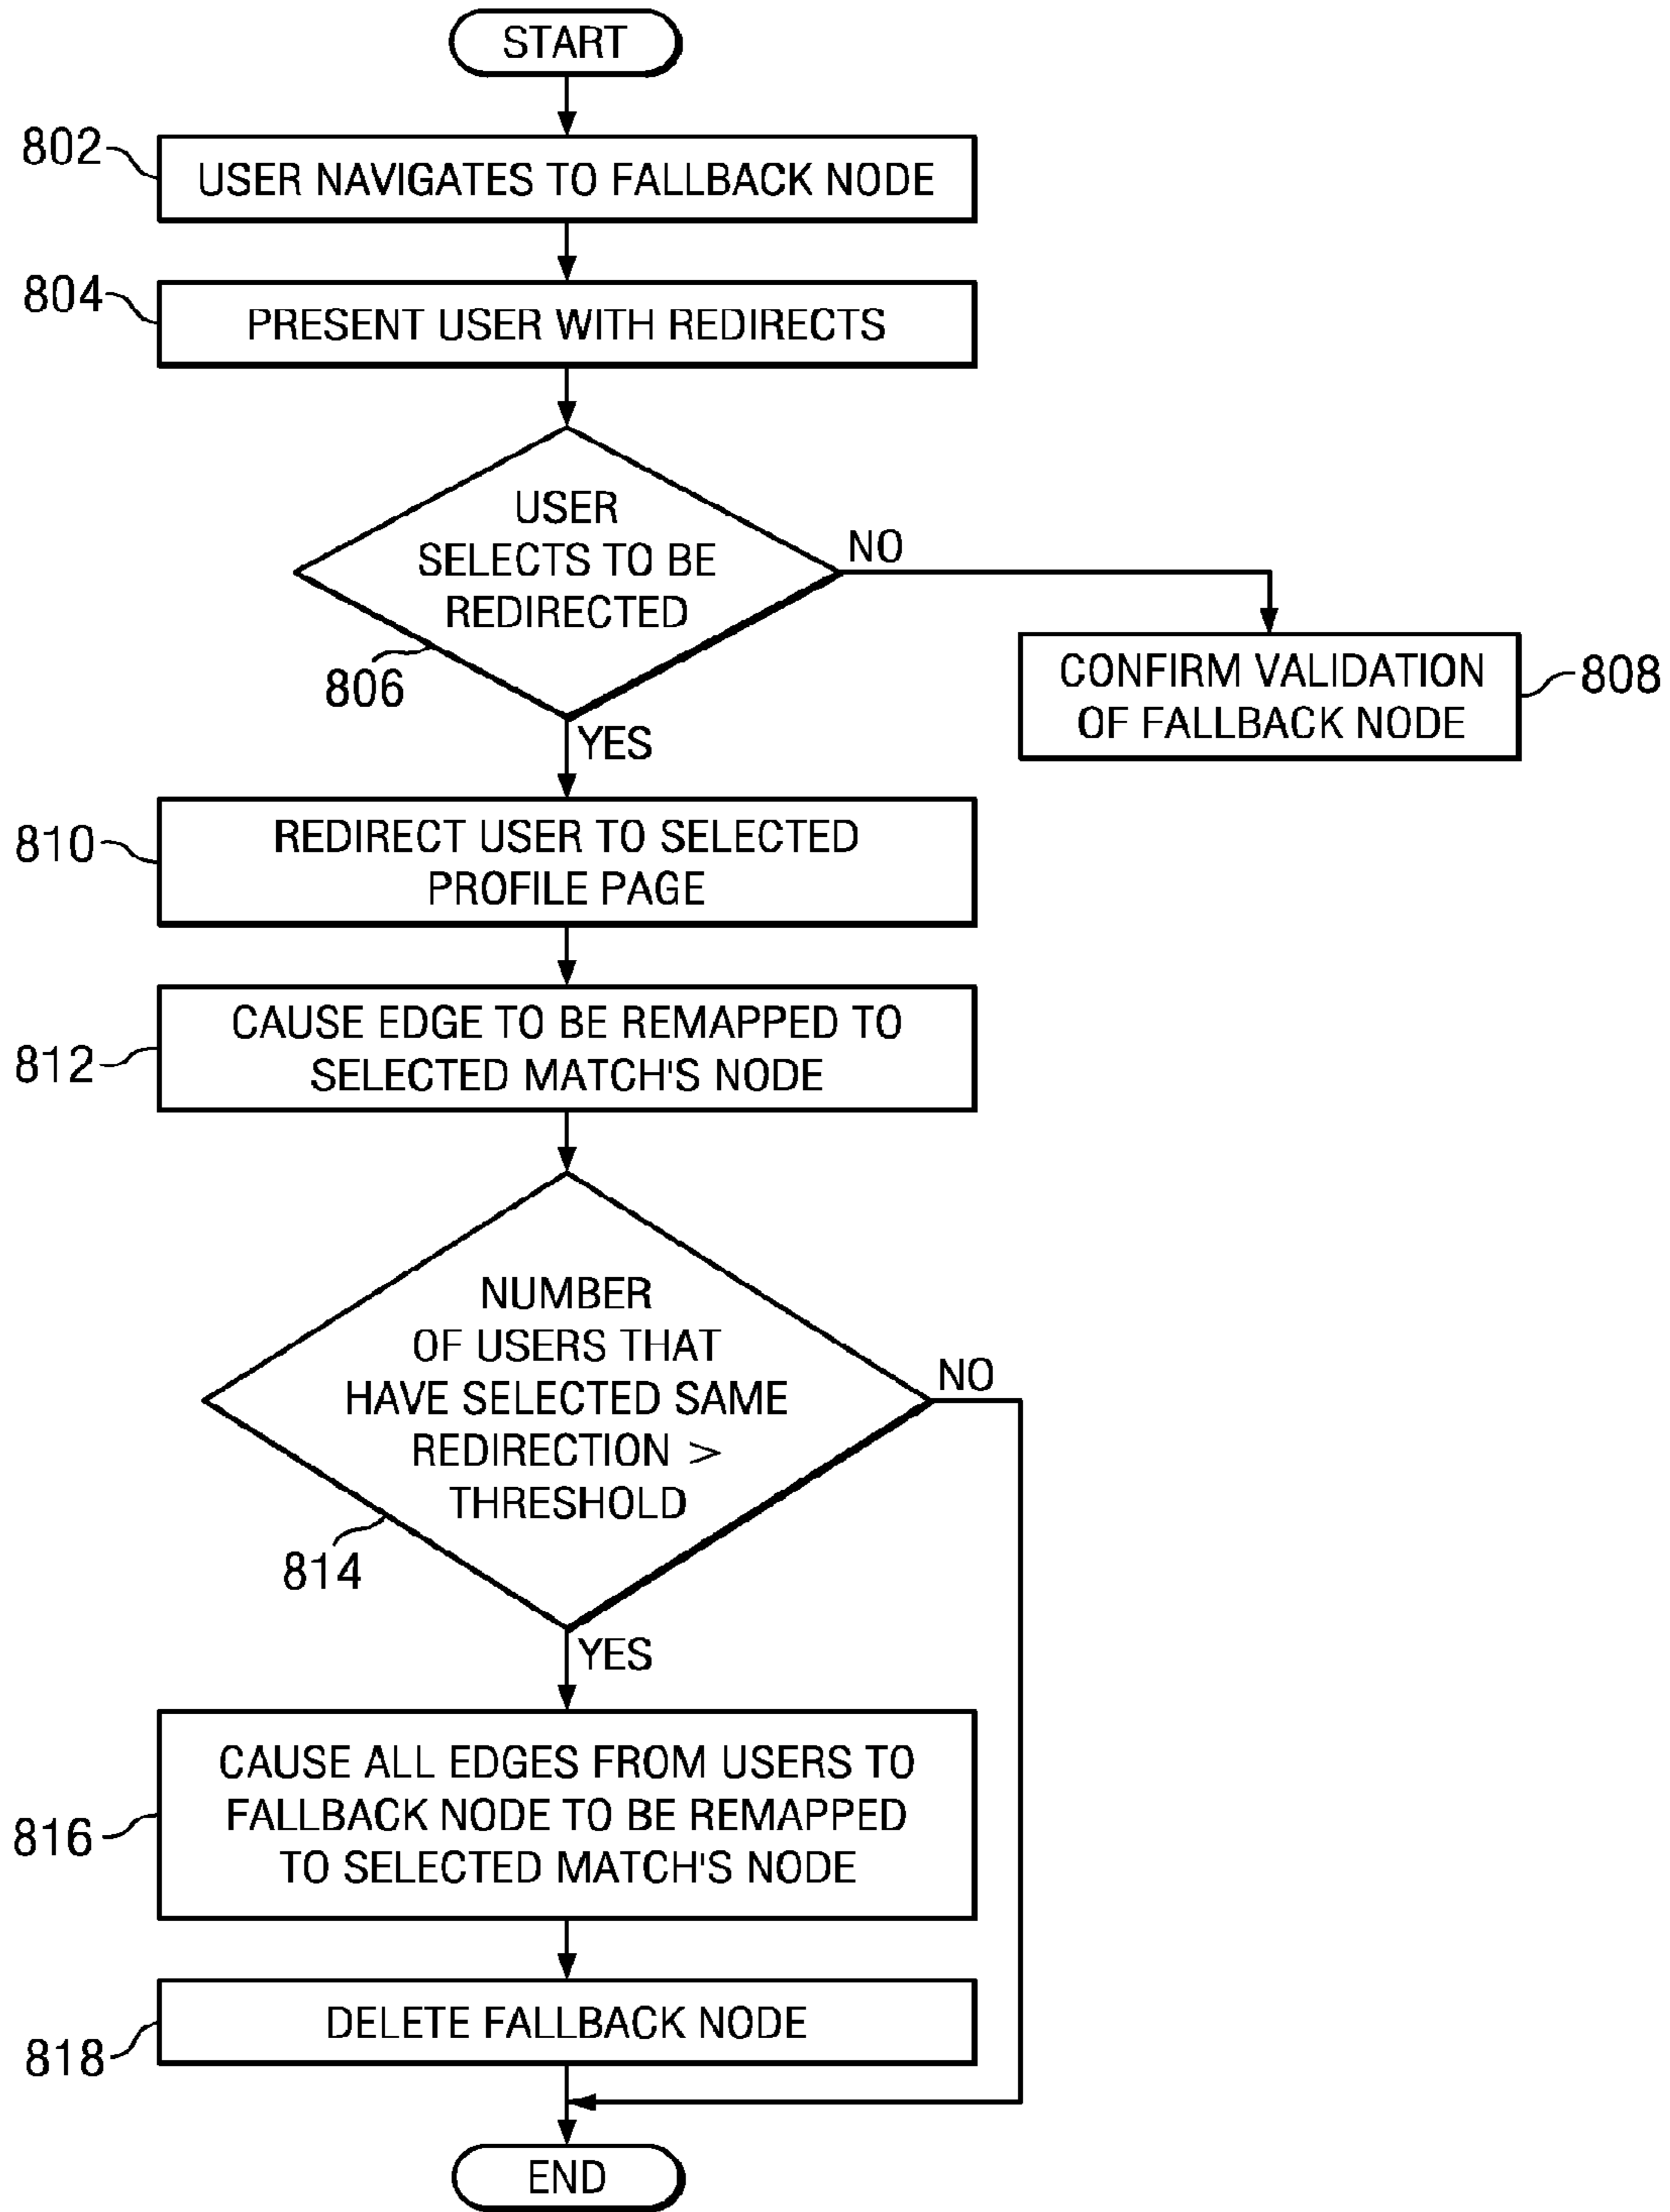 START
802
USER NAVIGATES TO FALLBACK NODE
804
PRESENT USER WITH REDIRECTS
USER
SELECTS TO BE
REDIRECTED
NO
806
CONFIRM VALIDATION
OF FALLBACK NODE
808
YES
810
REDIRECT USER TO SELECTED
PROFILE PAGE
812
CAUSE EDGE TO BE REMAPPED TO
SELECTED MATCH'S NODE
NUMBER
OF USERS THAT
HAVE SELECTED SAME
REDIRECTION >
THRESHOLD
NO
814
YES
816
CAUSE ALL EDGES FROM USERS TO
FALLBACK NODE TO BE REMAPPED
TO SELECTED MATCH'S NODE
818
DELETE FALLBACK NODE
END